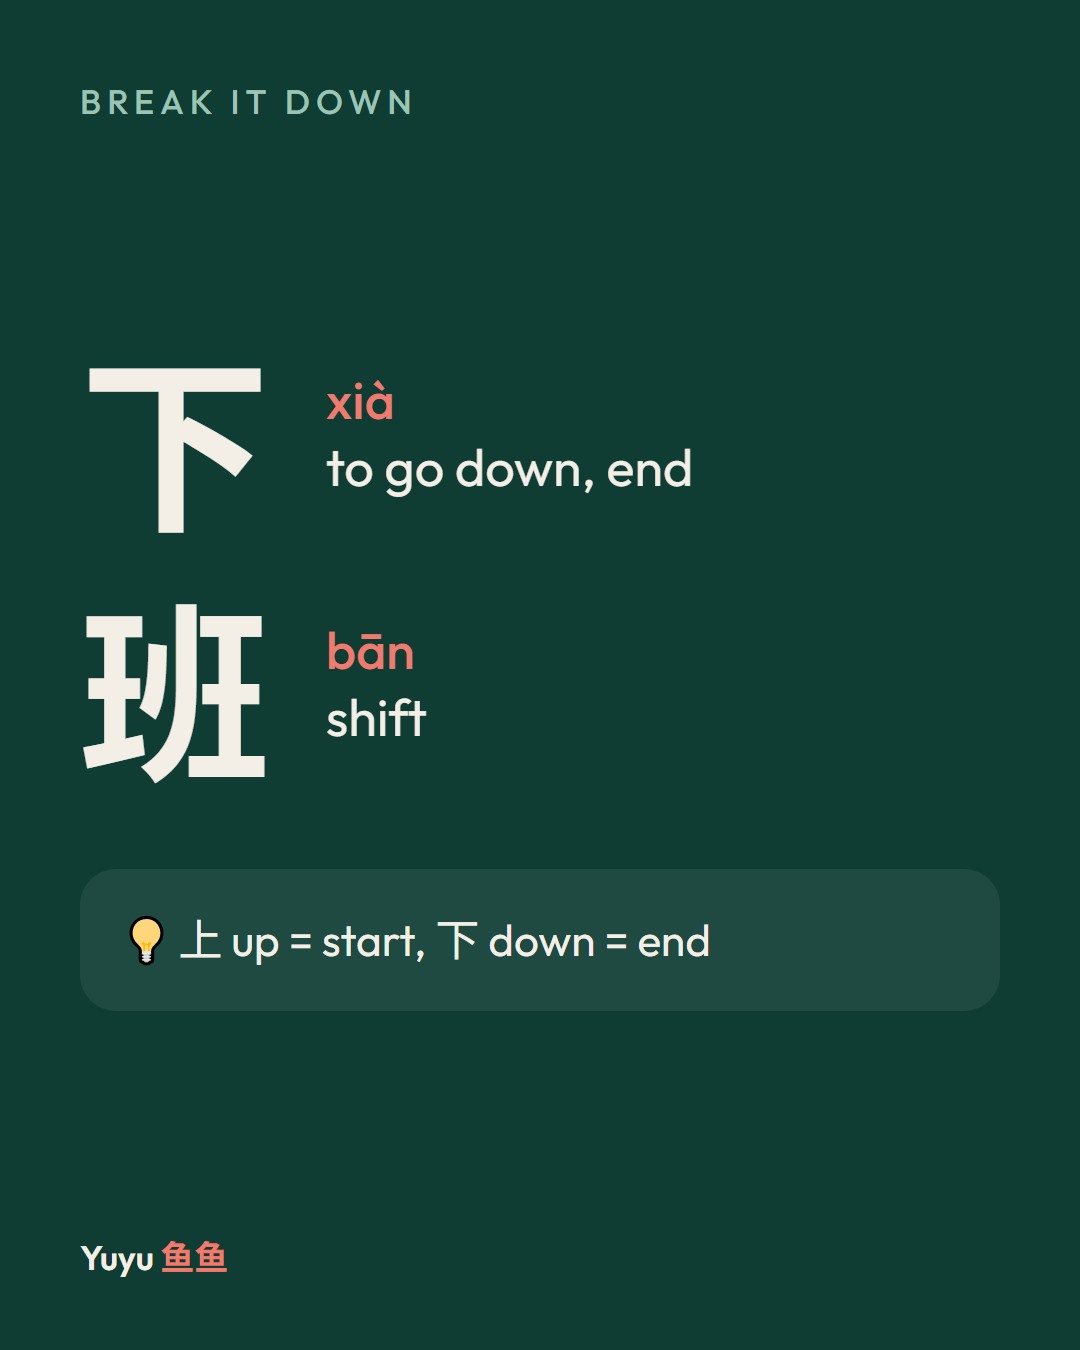 BREAK IT DOWN
下
xià
to go down, end
班
bān
shift
💡 上 up = start, 下 down = end
Yuyu 鱼鱼